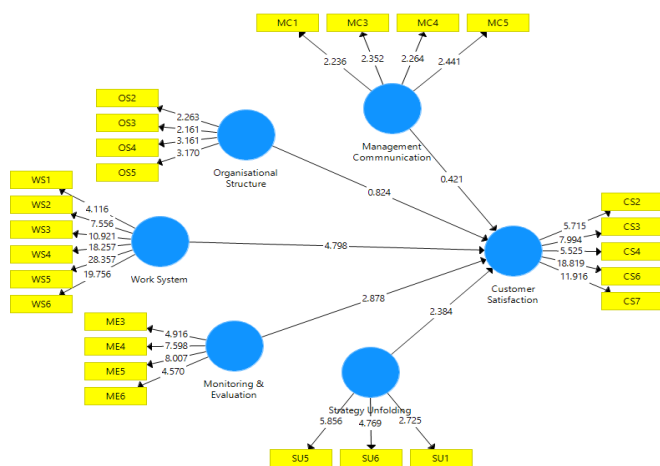 MC1
MC3
MC4
MC5
2.236
2.352
2.264
2.441
Management
Commnunication
0.421
OS2
OS3
OS4
OS5
2.263
2.161
3.161
3.170
Organisational
Structure
0.824
WS1
WS2
WS3
WS4
WS5
WS6
4.116
7.556
10.921
18.257
28.357
19.756
Work System
4.798
CS2
CS3
CS4
CS6
CS7
5.715
7.994
5.525
18.819
11.916
Customer
Satisfaction
ME3
ME4
ME5
ME6
4.916
7.598
8.007
4.570
Monitoring &
Evaluation
2.878
2.384
Strategy Unfolding
5.856
4.769
2.725
SU5
SU6
SU1